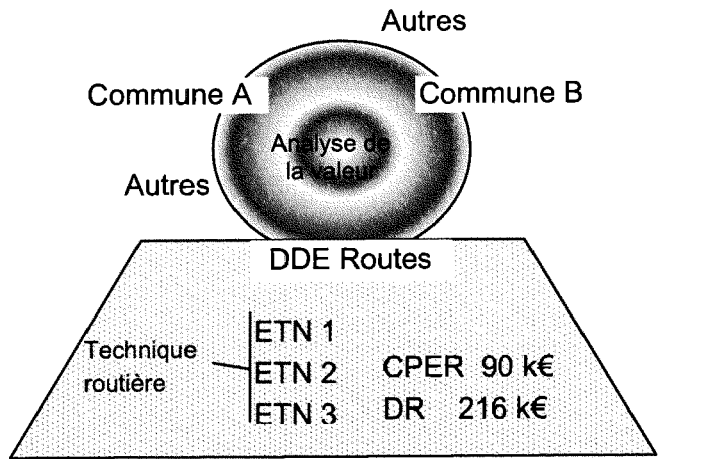 Autres
Commune A
Commune B
Analyse de
la valeur
Autres
DDE Routes
Technique
routière
ETN 1
ETN 2
ETN 3
CPER 90 k€
DR 216 k€